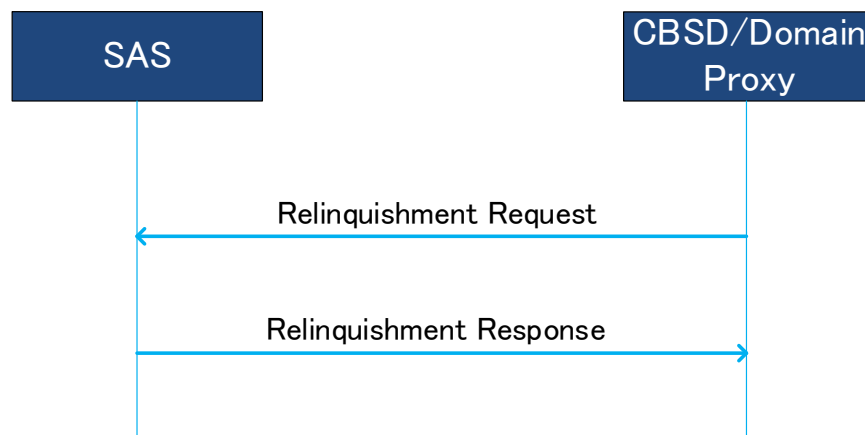 SAS
CBSD/Domain
Proxy
Relinquishment Request
Relinquishment Response